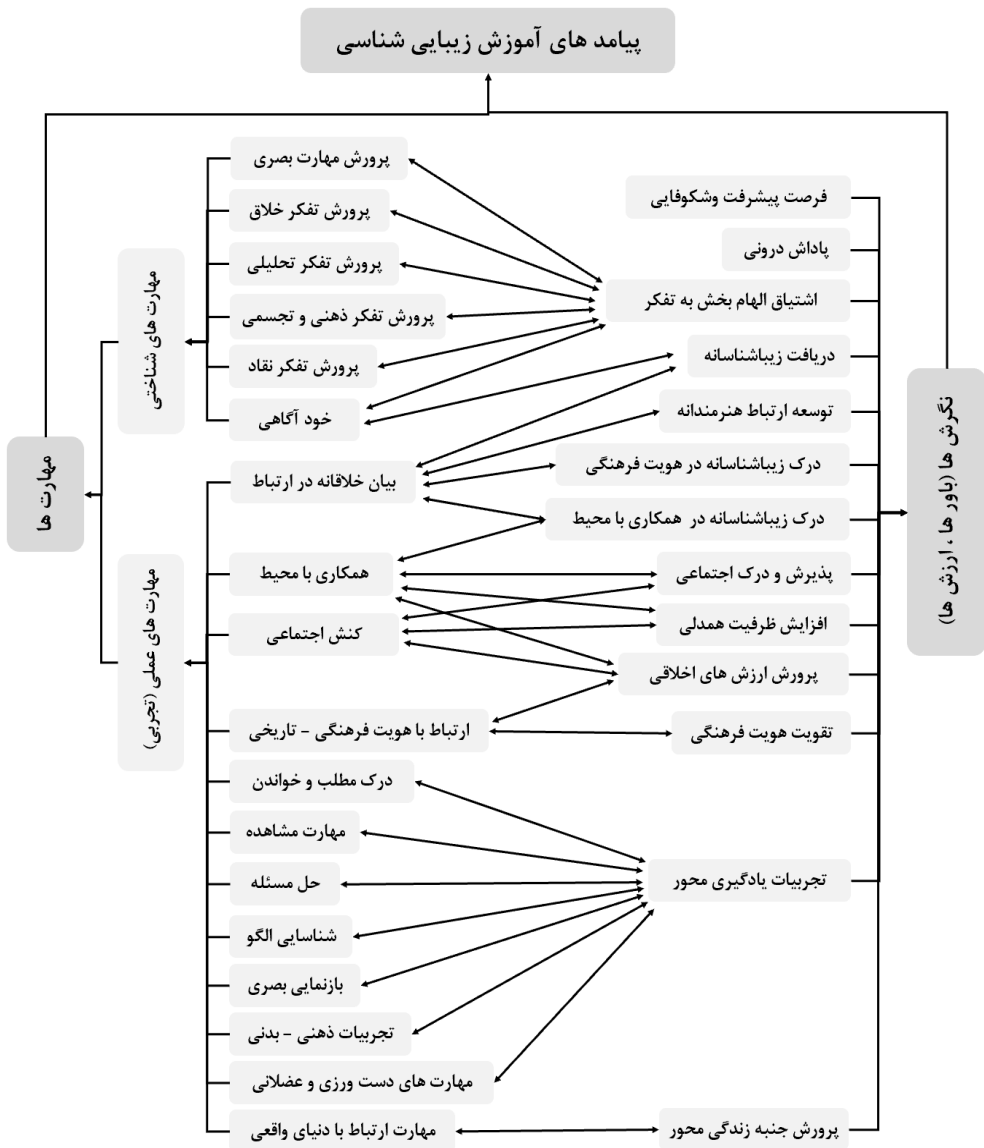 پیامد های آموزش زیبایی شناسی
نگرش ها (باور ها ، ارزش ها)
فرصت پیشرفت وشکوفایی
پاداش درونی
اشتیاق الهام بخش به تفکر
دریافت زیباشناسانه
توسعه ارتباط هنرمندانه
درک زیباشناسانه در هویت فرهنگی
درک زیباشناسانه در همکاری با محیط
پذیرش و درک اجتماعی
افزایش ظرفیت همدلی
پرورش ارزش های اخلاقی
تقویت هویت فرهنگی
تجربیات یادگیری محور
پرورش جنبه زندگی محور
پرورش مهارت بصری
پرورش تفکر خلاق
پرورش تفکر تحلیلی
پرورش تفکر ذهنی و تجسمی
پرورش تفکر نقاد
خود آگاهی
بیان خلاقانه در ارتباط
همکاری با محیط
کنش اجتماعی
ارتباط با هویت فرهنگی - تاریخی
درک مطلب و خواندن
مهارت مشاهده
حل مسئله
شناسایی الگو
بازنمایی بصری
تجربیات ذهنی - بدنی
مهارت های دست ورزی و عضلانی
مهارت ارتباط با دنیای واقعی
مهارت های شناختی
مهارت های عملی (تجربی)
مهارت ها